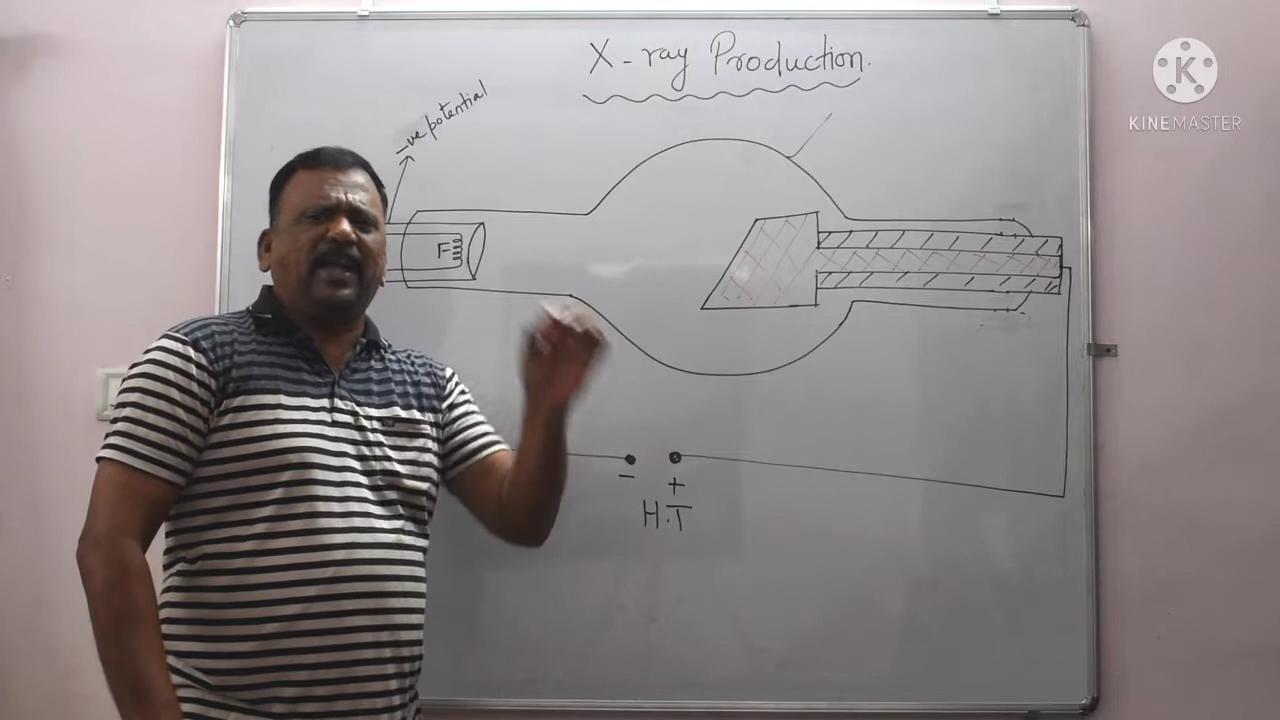 X-ray Production.
K
KINEMASTER
-ve potential
F
- +
H.T